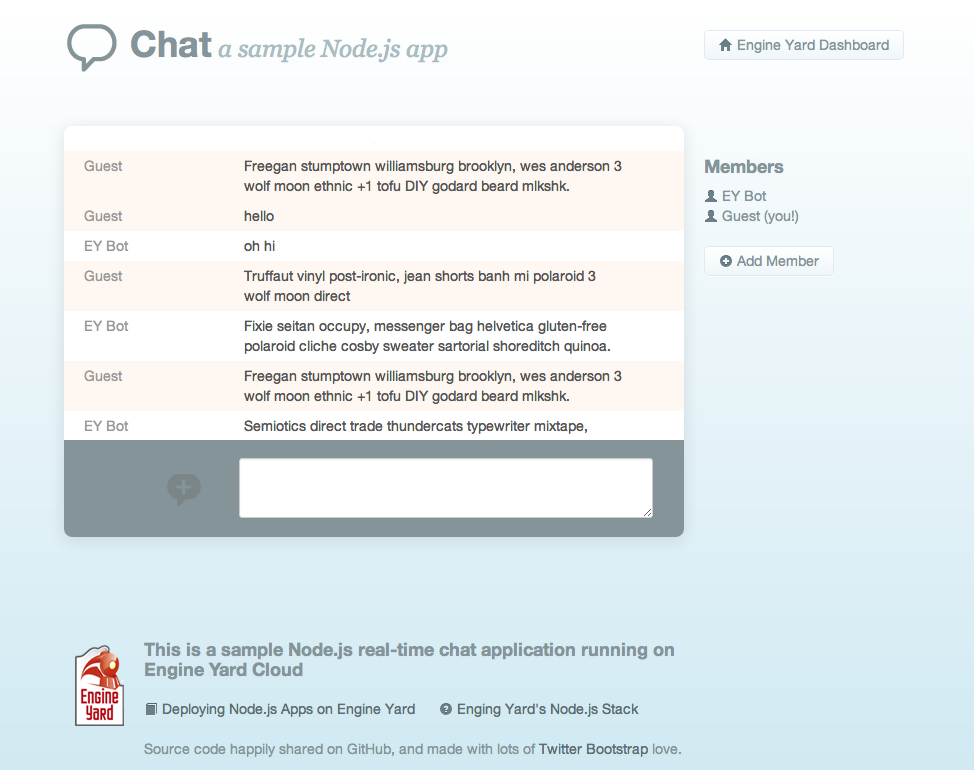 Chat a sample Node.js app
Engine Yard Dashboard
Guest Freegan stumptown williamsburg brooklyn, wes anderson 3
wolf moon ethnic +1 tofu DIY godard beard mlkshk.
Guest hello
EY Bot oh hi
Guest Truffaut vinyl post-ironic, jean shorts banh mi polaroid 3
wolf moon direct
EY Bot Fixie seitan occupy, messenger bag helvetica gluten-free
polaroid cliche cosby sweater sartorial shoreditch quinoa.
Guest Freegan stumptown williamsburg brooklyn, wes anderson 3
wolf moon ethnic +1 tofu DIY godard beard mlkshk.
EY Bot Semiotics direct trade thundercats typewriter mixtape,
Members
EY Bot
Guest (you!)
Add Member
Engine
Yard
This is a sample Node.js real-time chat application running on
Engine Yard Cloud
Deploying Node.js Apps on Engine Yard
Enging Yard's Node.js Stack
Source code happily shared on GitHub, and made with lots of Twitter Bootstrap love.